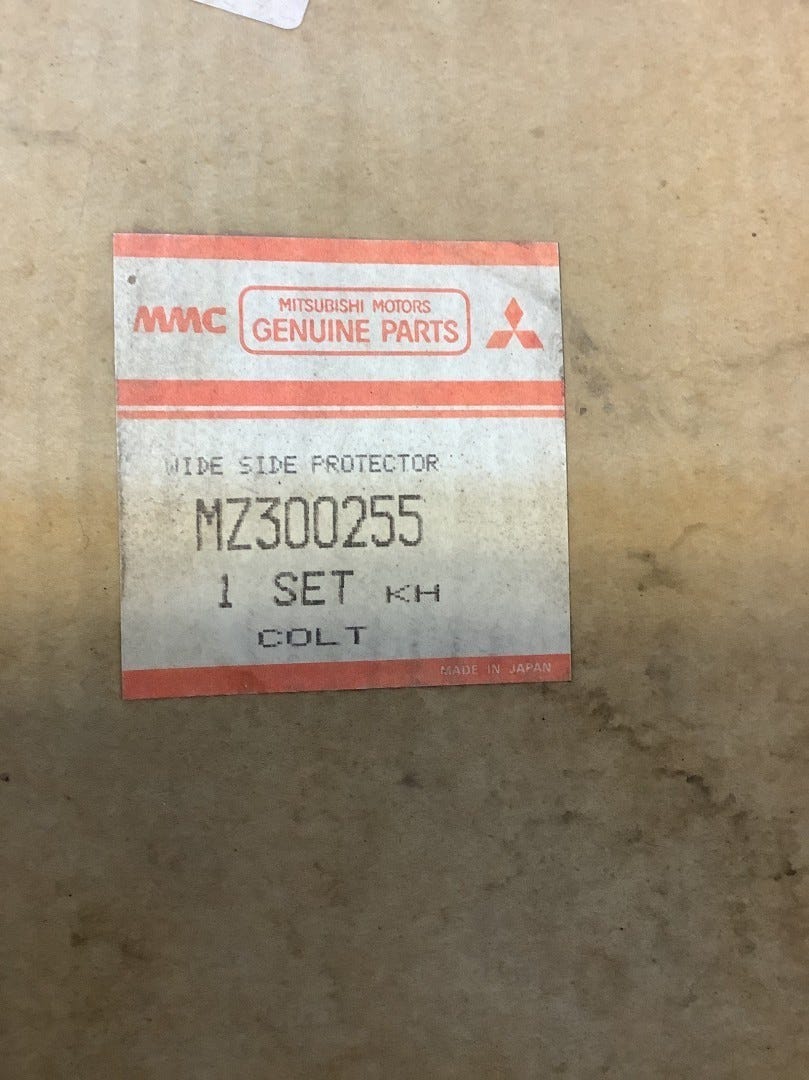 MMC
MITSUBISHI MOTORS
GENUINE PARTS
WIDE SIDE PROTECTOR
MZ300255
1 SET KH
COLT
MADE IN JAPAN